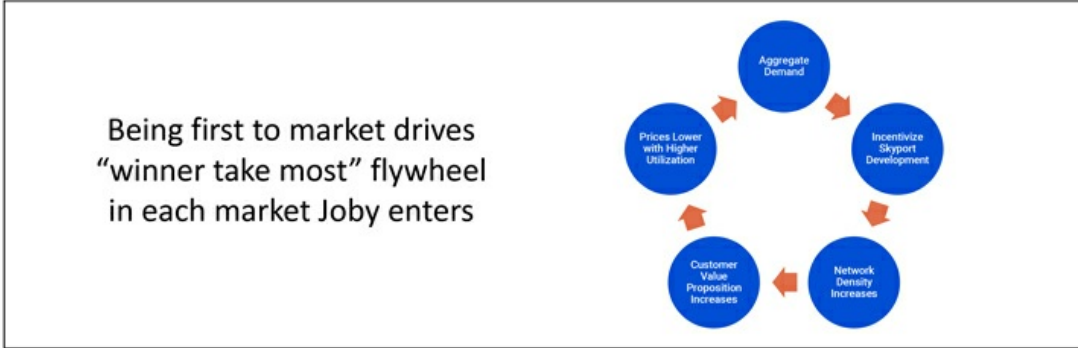 Being first to market drives
“winner take most” flywheel
in each market Joby enters
Aggregate
Demand
Incentivize
Skyport
Development
Network
Density
Increases
Customer
Value
Proposition
Increases
Prices Lower
with Higher
Utilization